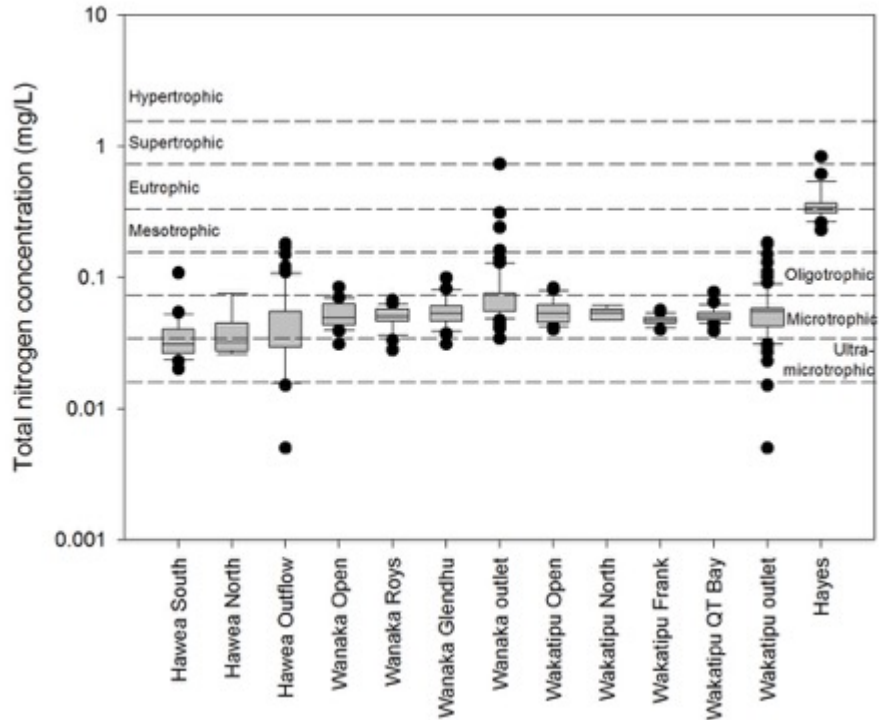 Total nitrogen concentration (mg/L)
10
1
0.1
0.01
0.001
Hypertrophic
Supertrophic
Eutrophic
Mesotrophic
Oligotrophic
Microtrophic
Ultra-
microtrophic
Hawea South
Hawea North
Hawea Outflow
Wanaka Open
Wanaka Roys
Wanaka Glendhu
Wanaka outlet
Wakatipu Open
Wakatipu North
Wakatipu Frank
Wakatipu QT Bay
Wakatipu outlet
Hayes